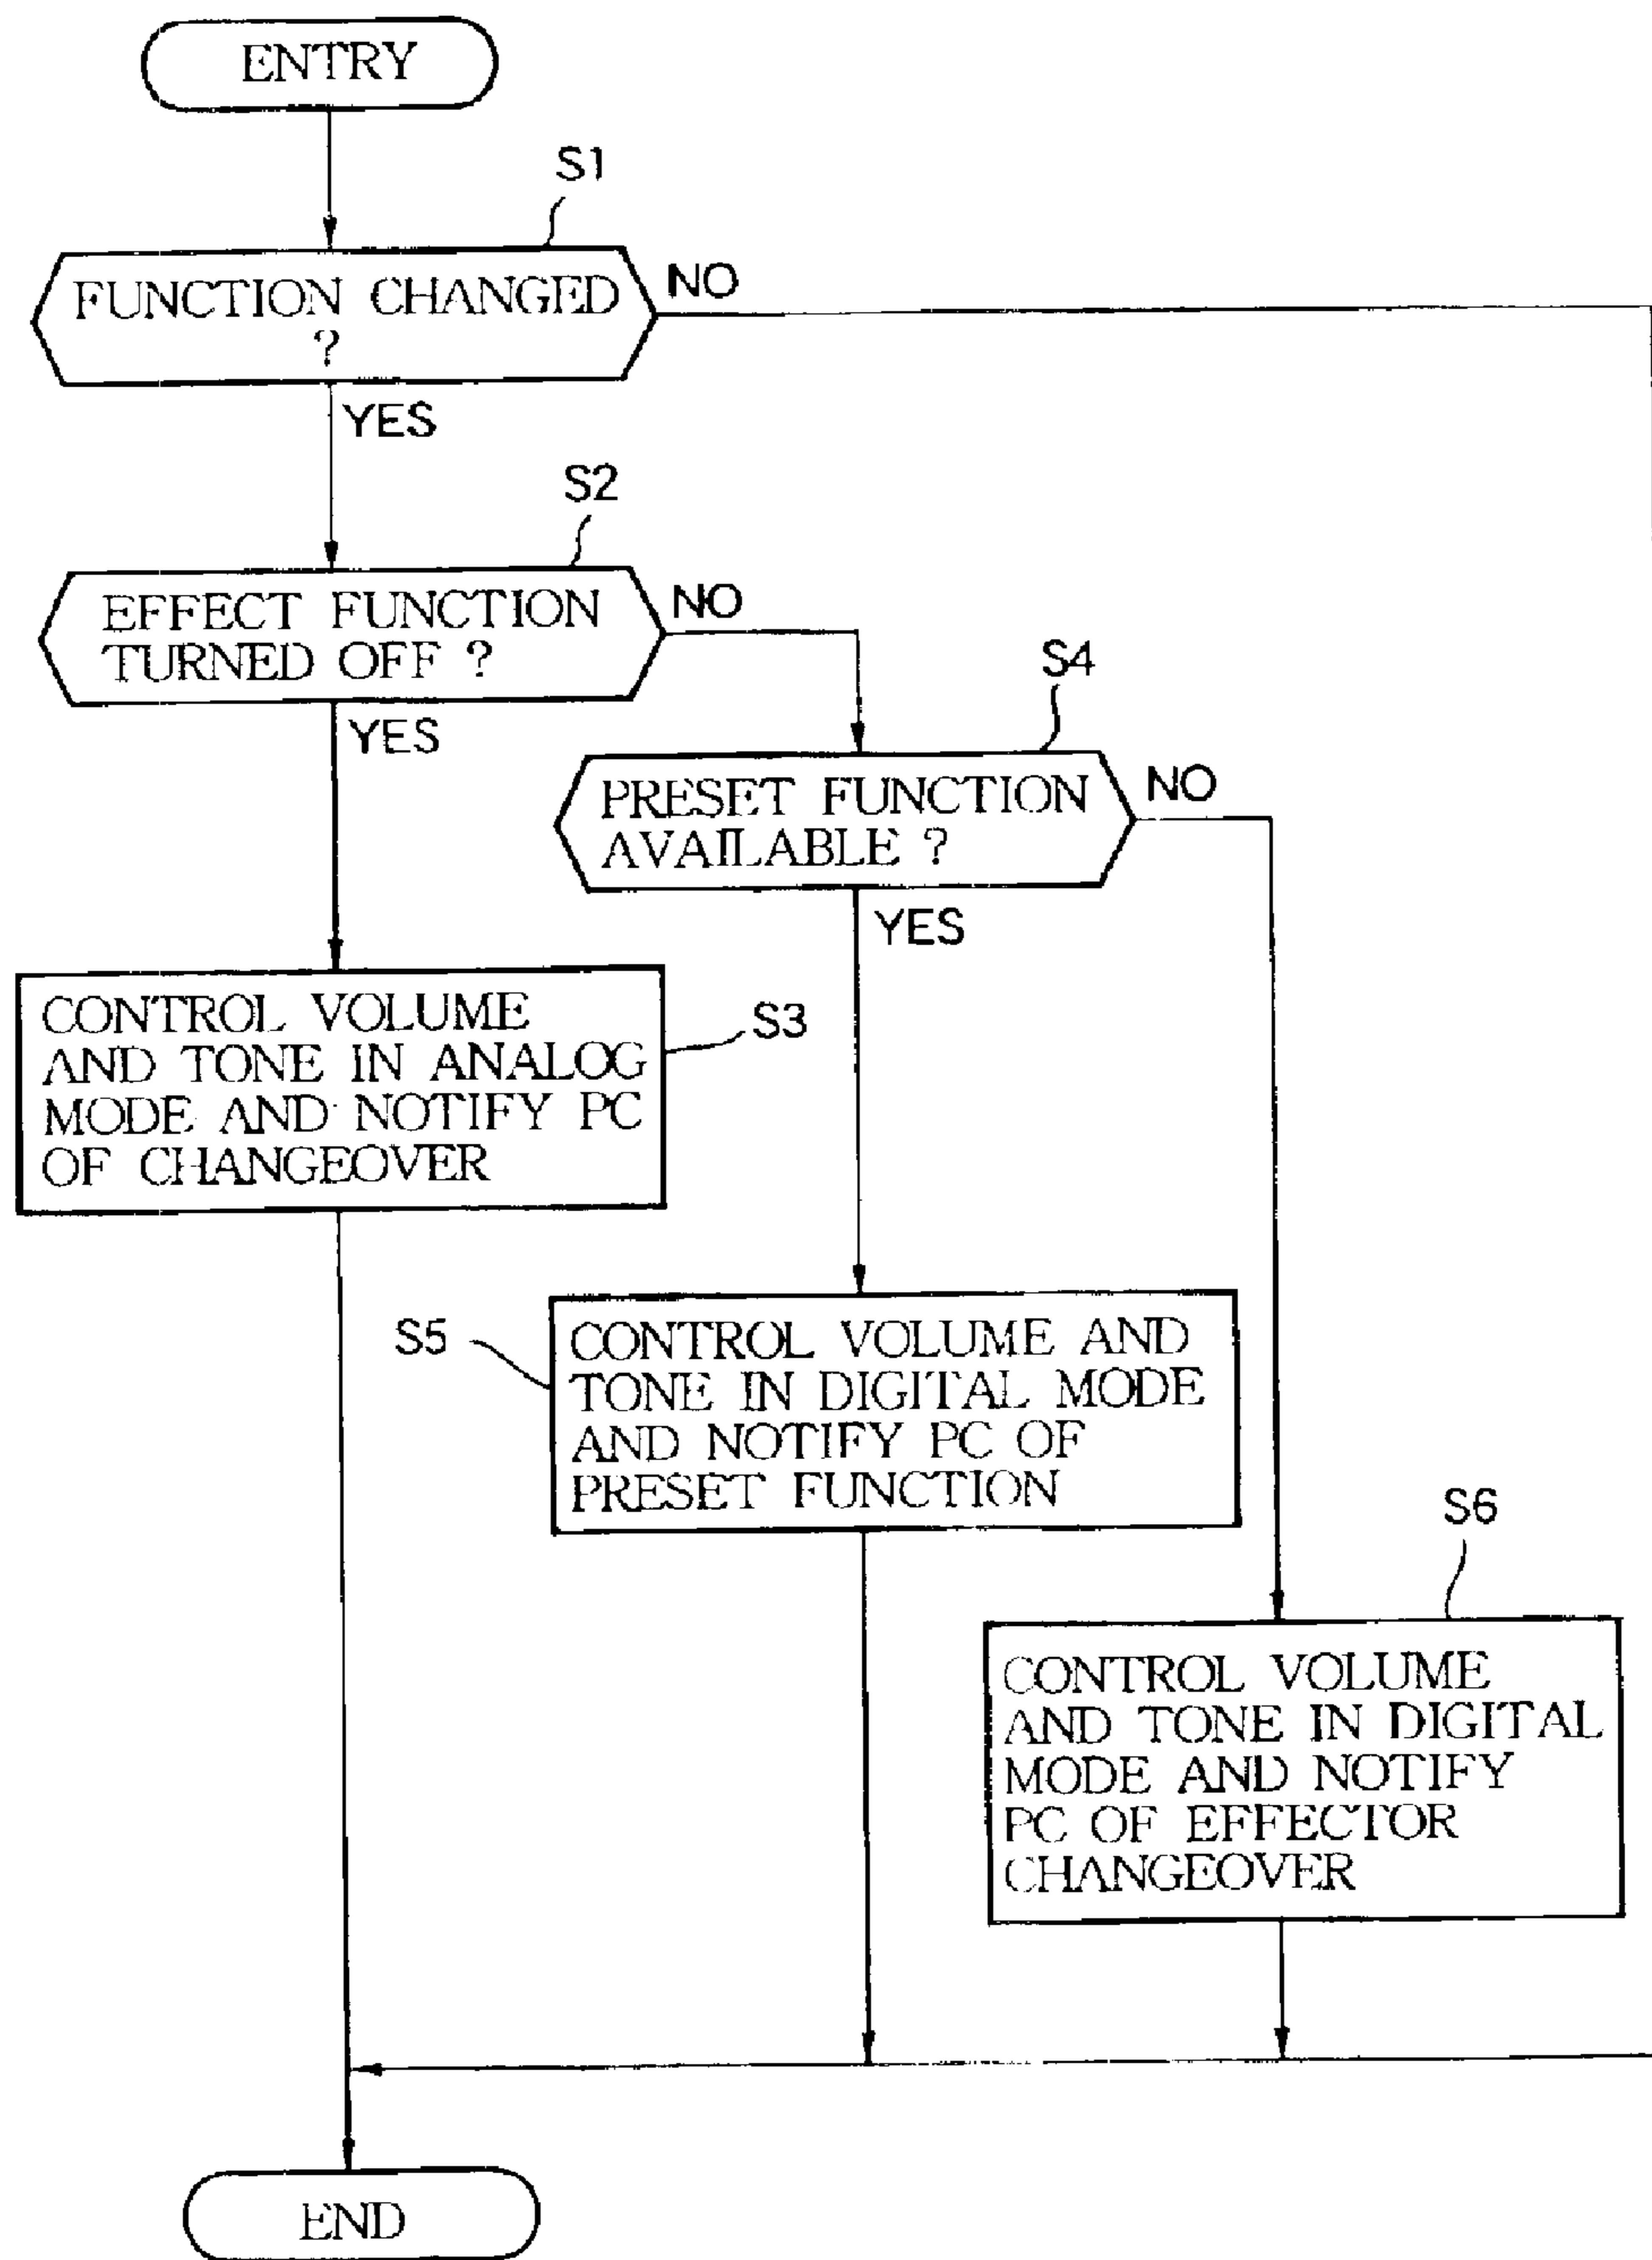 ENTRY
S1
FUNCTION CHANGED
?
NO
YES
S2
EFFECT FUNCTION
TURNED OFF ?
NO
YES
S4
PRESET FUNCTION
AVAILABLE ?
NO
YES
CONTROL VOLUME
AND TONE IN ANALOG
MODE AND NOTIFY PC
OF CHANGEOVER
S3
S5
CONTROL VOLUME AND
TONE IN DIGITAL MODE
AND NOTIFY PC OF
PRESET FUNCTION
S6
CONTROL VOLUME
AND TONE IN DIGITAL
MODE AND NOTIFY
PC OF EFFECTOR
CHANGEOVER
END